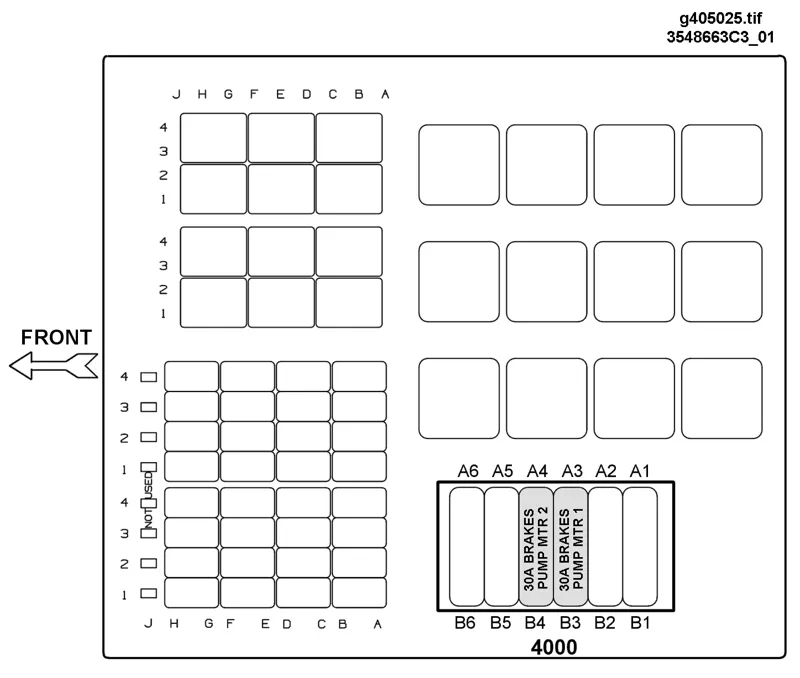 g405025.tif
3548663C3_01
J H G F E D C B A
4
3
2
1
4
3
2
1
FRONT
4
3
2
1
NOT USED
4
3
2
1
J H G F E D C B A
A6 A5 A4 A3 A2 A1
30A BRAKES
PUMP MTR 2
30A BRAKES
PUMP MTR 1
B6 B5 B4 B3 B2 B1
4000